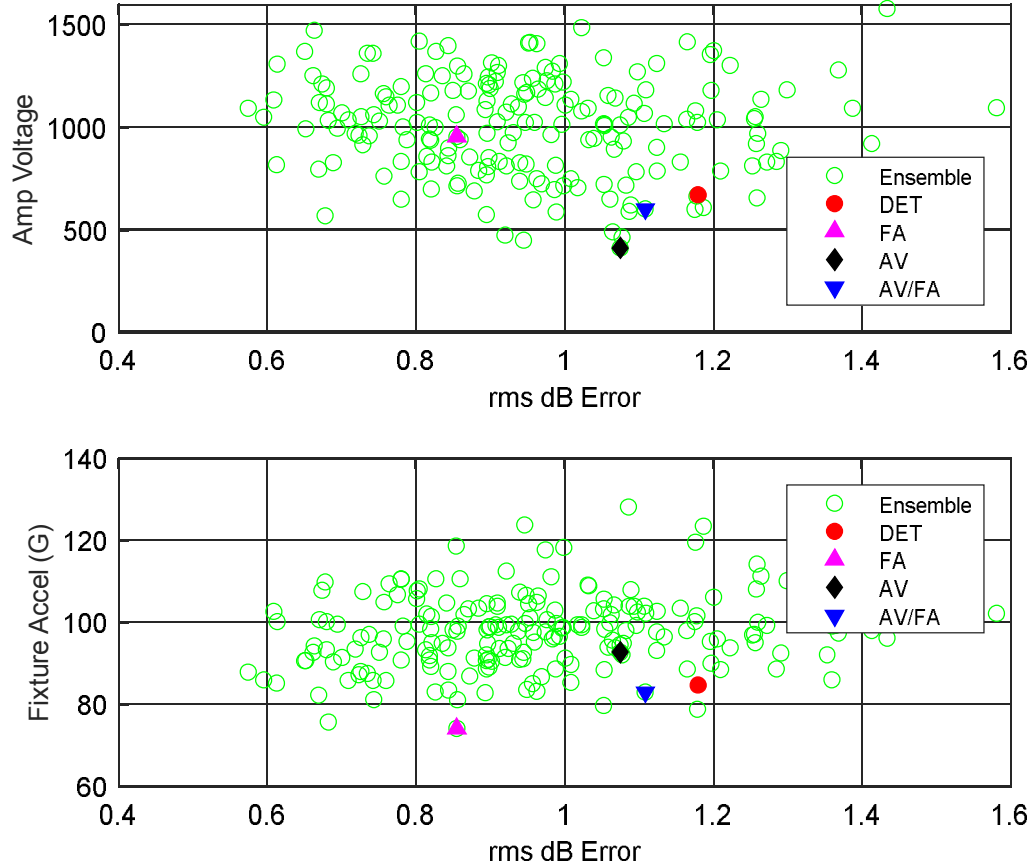 1500
1000
500
0
Amp Voltage
Ensemble
DET
FA
AV
AV/FA
0.4 0.6 0.8 1 1.2 1.4 1.6
rms dB Error
140
120
100
80
60
Fixture Accel (G)
Ensemble
DET
FA
AV
AV/FA
0.4 0.6 0.8 1 1.2 1.4 1.6
rms dB Error